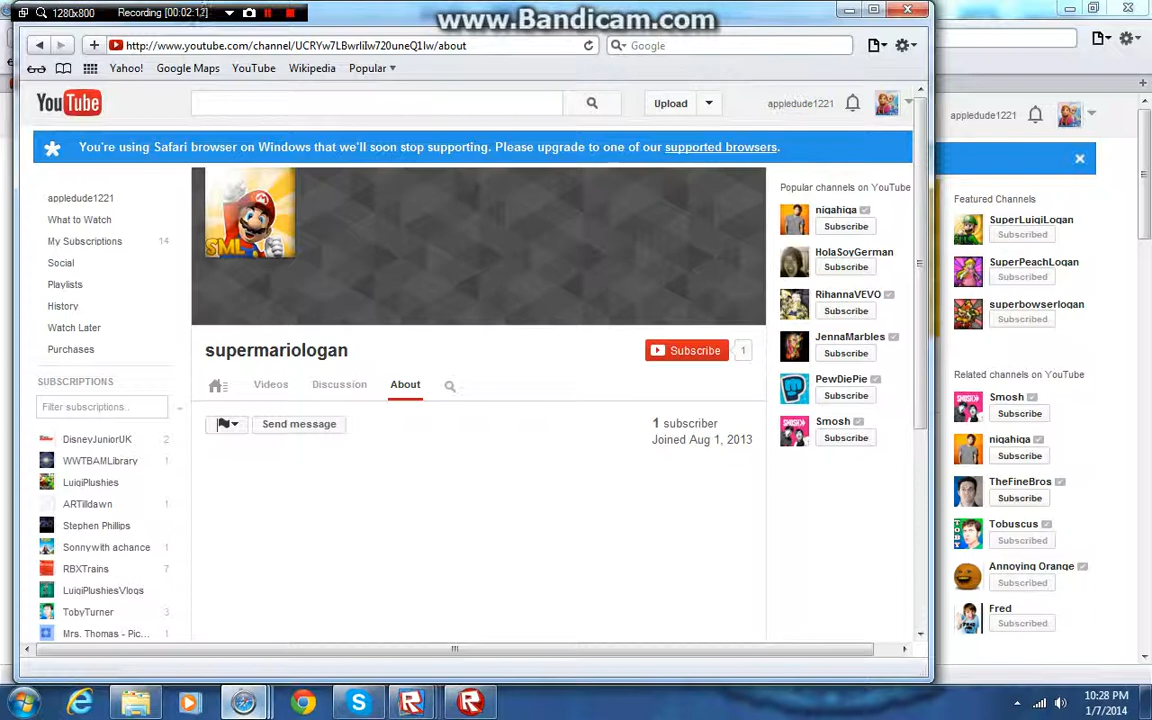 1280x800 Recording [00:02:12]
www.Bandicam.com
http://www.youtube.com/channel/UCRYw7LBwrliIw720uneQ1Iw/about
Google
Yahoo! Google Maps YouTube Wikipedia Popular
YouTube
Upload
appledude1221
appledude1221
You're using Safari browser on Windows that we'll soon stop supporting. Please upgrade to one of our supported browsers.
appledude1221
What to Watch
My Subscriptions 14
Social
Playlists
History
Watch Later
Purchases
SUBSCRIPTIONS
Filter subscriptions..
DisneyJuniorUK 2
WWTBAMLibrary 1
LuigiPlushies
ARTilldawn 1
Stephen Phillips
Sonnywith achance 1
RBXTrains 7
LuigiPlushiesVlogs
TobyTurner 3
Mrs. Thomas - Pic... 1
SML
supermariologan
Subscribe 1
Videos Discussion About
Send message
1 subscriber
Joined Aug 1, 2013
Popular channels on YouTube
nigahiga
Subscribe
HolaSoyGerman
Subscribe
RihannaVEVO
Subscribe
JennaMarbles
Subscribe
PewDiePie
Subscribe
Smosh
Subscribe
Featured Channels
SuperLuigiLogan
Subscribed
SuperPeachLogan
Subscribed
superbowserlogan
Subscribed
Related channels on YouTube
Smosh
Subscribe
nigahiga
Subscribe
TheFineBros
Subscribe
Tobuscus
Subscribed
Annoying Orange
Subscribed
Fred
Subscribed
10:28 PM
1/7/2014